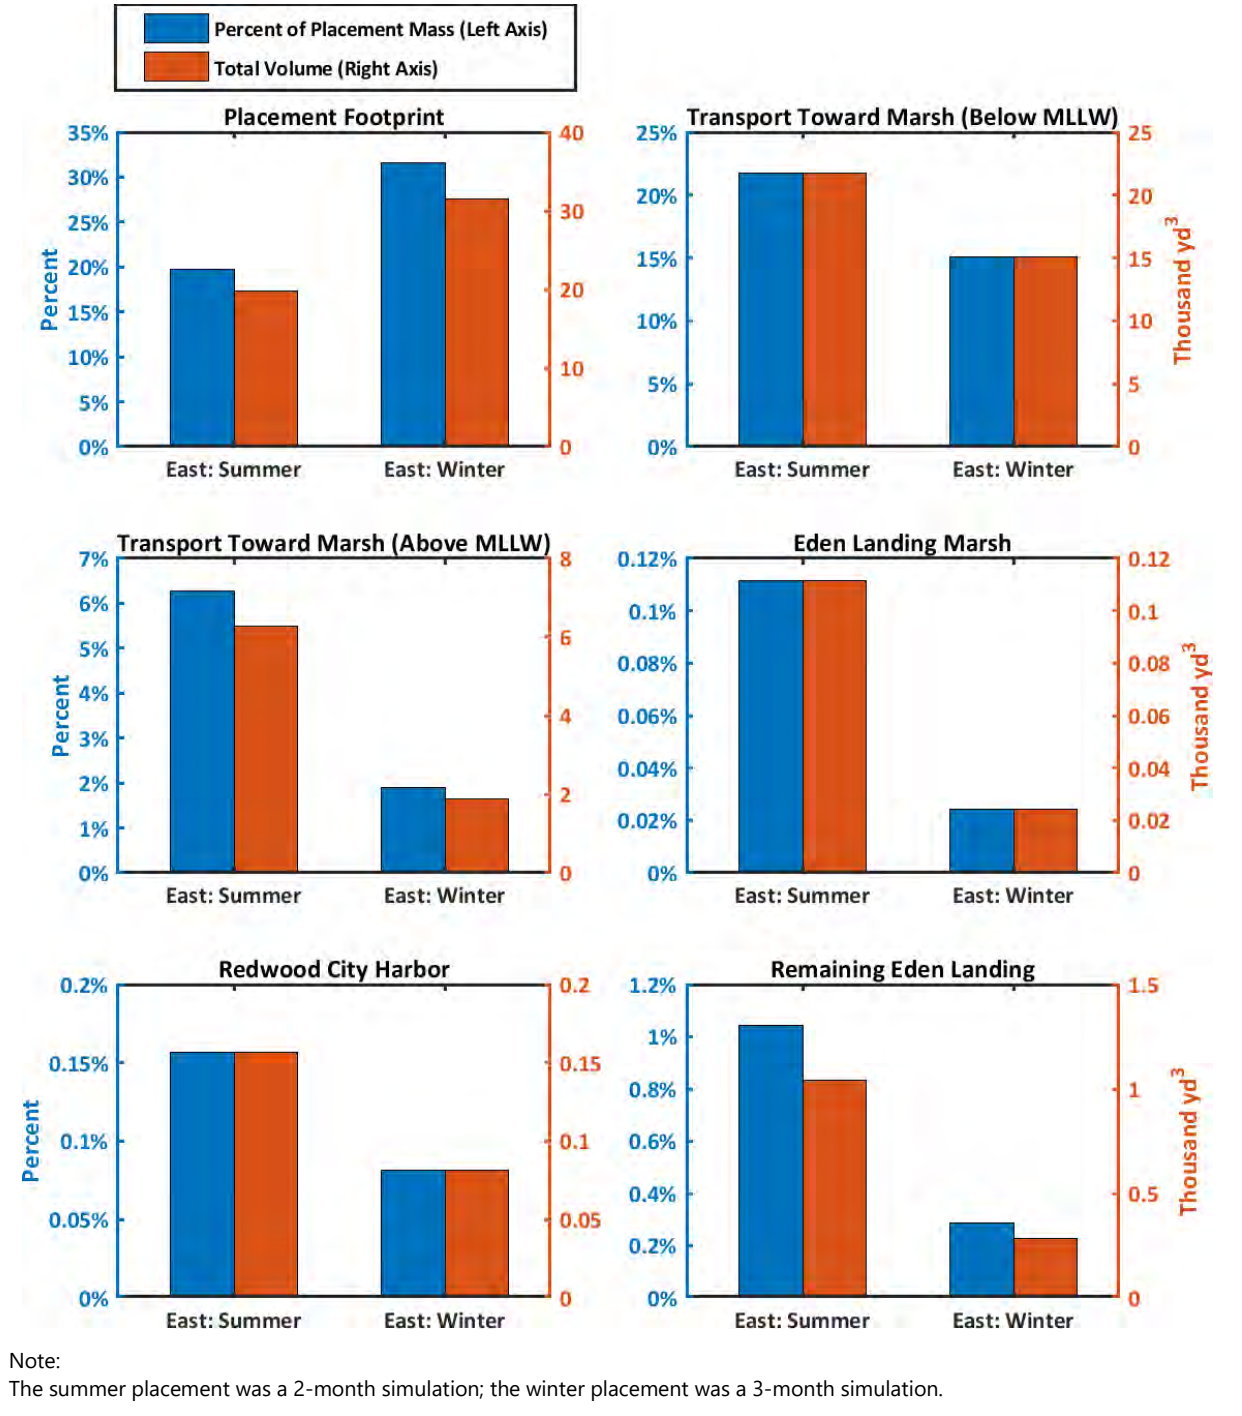 Percent of Placement Mass (Left Axis)
Total Volume (Right Axis)
Placement Footprint
35%
30%
25%
20%
15%
10%
5%
0%
Percent
40
30
20
10
0
East: Summer
East: Winter
Transport Toward Marsh (Below MLLW)
25%
20%
15%
10%
5%
0%
25
20
15
10
5
0
Thousand yd³
East: Summer
East: Winter
Transport Toward Marsh (Above MLLW)
7%
6%
5%
4%
3%
2%
1%
0%
Percent
8
6
4
2
0
East: Summer
East: Winter
Eden Landing Marsh
0.12%
0.1%
0.08%
0.06%
0.04%
0.02%
0%
0.12
0.1
0.08
0.06
0.04
0.02
0
Thousand yd³
East: Summer
East: Winter
Redwood City Harbor
0.2%
0.15%
0.1%
0.05%
0%
Percent
0.2
0.15
0.1
0.05
0
East: Summer
East: Winter
Remaining Eden Landing
1.2%
1%
0.8%
0.6%
0.4%
0.2%
0%
1.5
1
0.5
0
Thousand yd³
East: Summer
East: Winter
Note:
The summer placement was a 2-month simulation; the winter placement was a 3-month simulation.